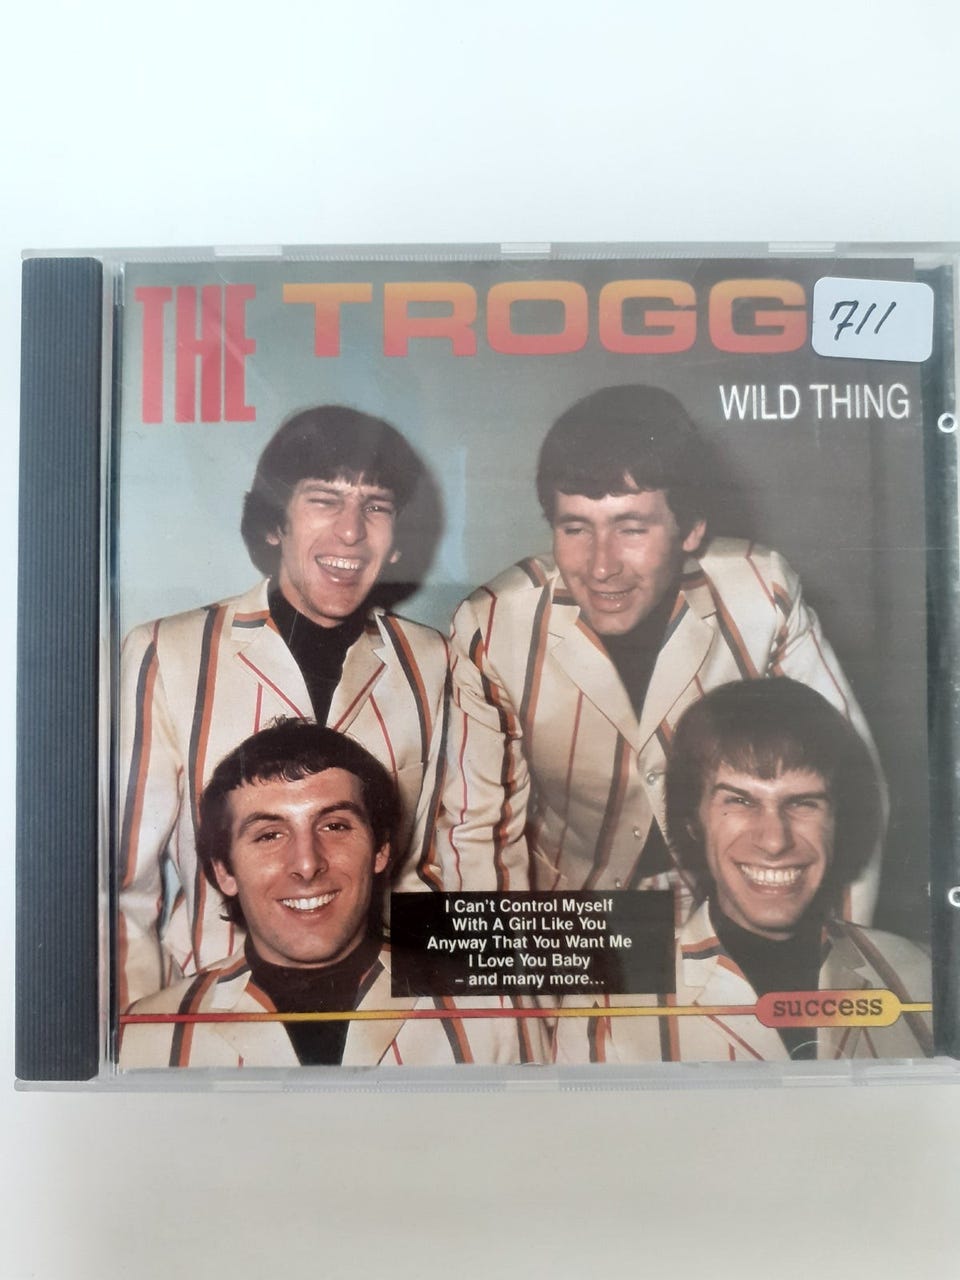 THE TROGG
711
WILD THING
I Can't Control Myself
With A Girl Like You
Anyway That You Want Me
I Love You Baby
– and many more...
success